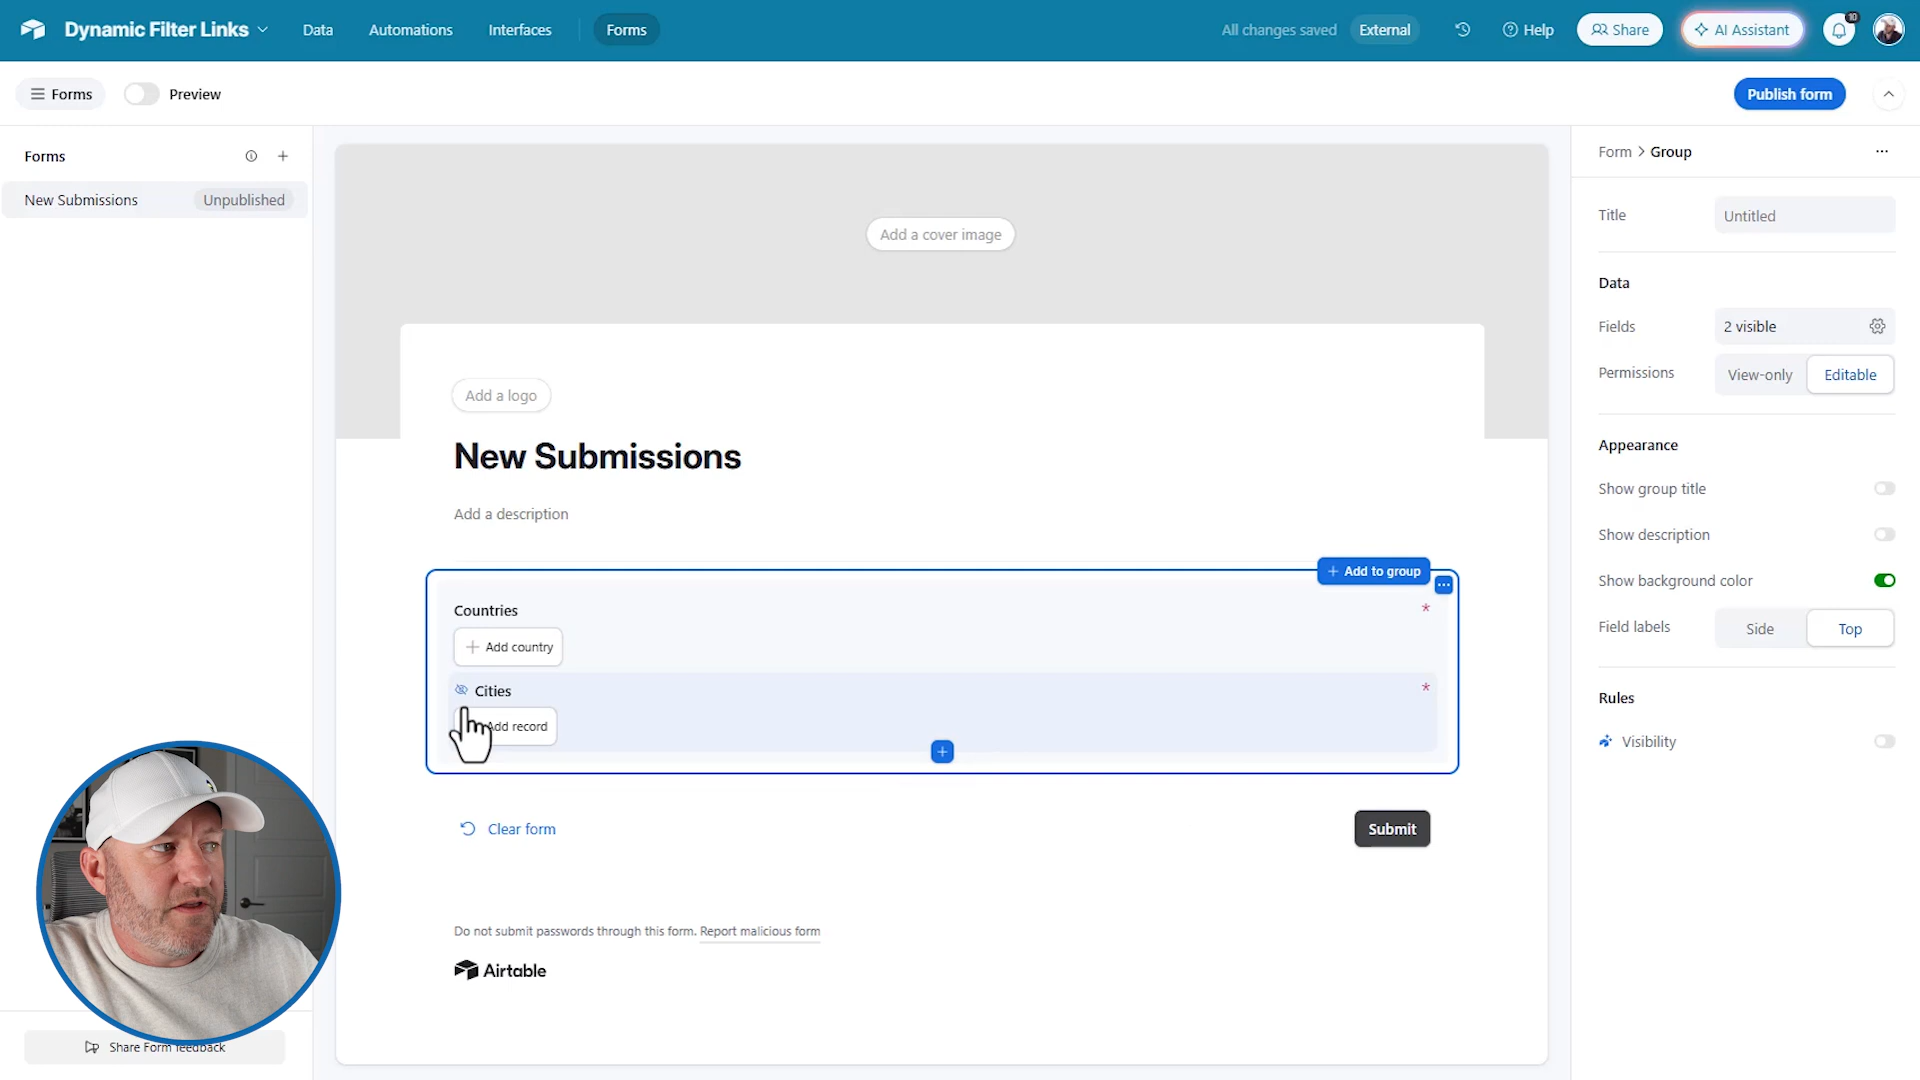 Dynamic Filter Links
Data
Automations
Interfaces
Forms
All changes saved
External
Help
Share
AI Assistant
10
Forms
Preview
Publish form
Forms
New Submissions
Unpublished
Add a cover image
Add a logo
New Submissions
Add a description
Add to group
Countries
*
Add country
Cities
*
Add record
Clear form
Submit
Do not submit passwords through this form. Report malicious form
Airtable
Share Form feedback
Form > Group
Title
Untitled
Data
Fields
2 visible
Permissions
View-only
Editable
Appearance
Show group title
Show description
Show background color
Field labels
Side
Top
Rules
Visibility